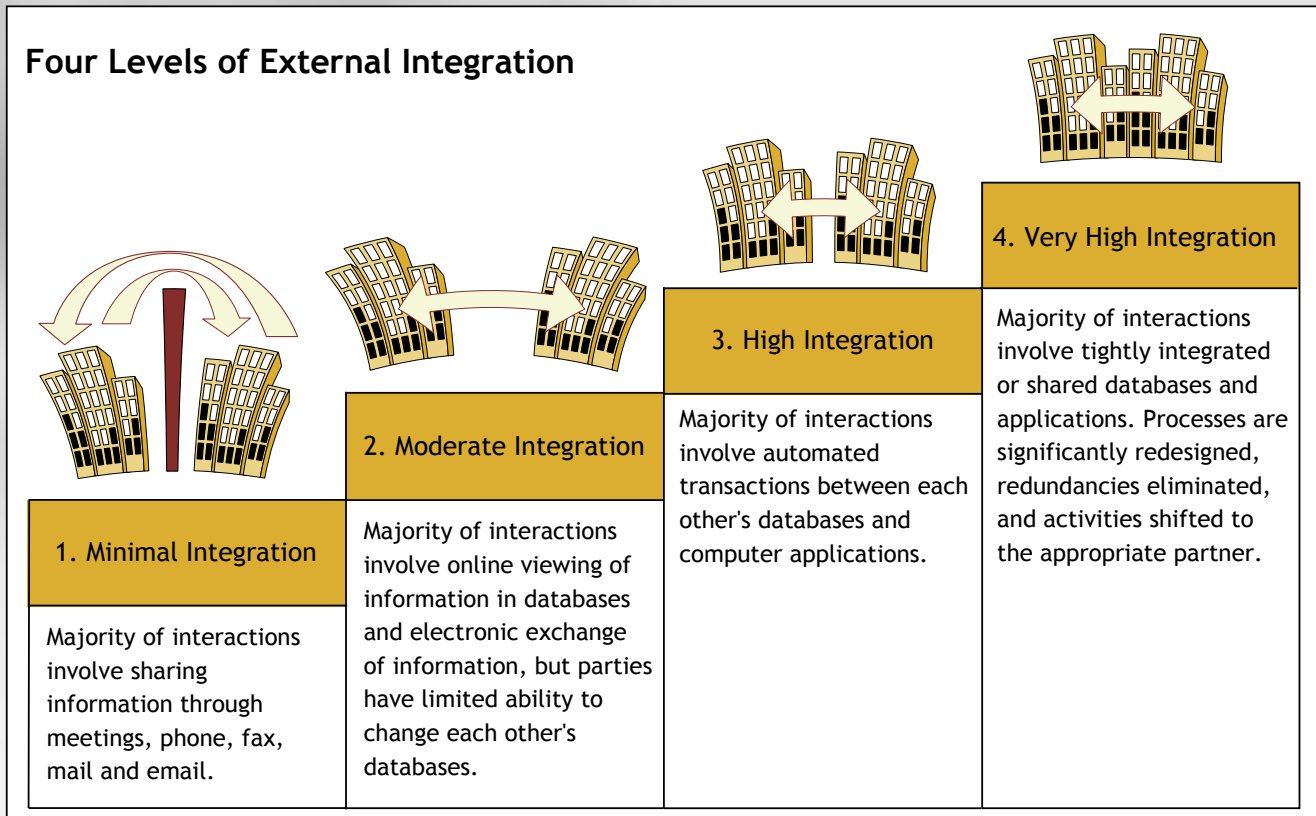 Four Levels of External Integration
1. Minimal Integration
Majority of interactions
involve sharing
information through
meetings, phone, fax,
mail and email.
2. Moderate Integration
Majority of interactions
involve online viewing of
information in databases
and electronic exchange
of information, but parties
have limited ability to
change each other's
databases.
3. High Integration
Majority of interactions
involve automated
transactions between each
other's databases and
computer applications.
4. Very High Integration
Majority of interactions
involve tightly integrated
or shared databases and
applications. Processes are
significantly redesigned,
redundancies eliminated,
and activities shifted to
the appropriate partner.